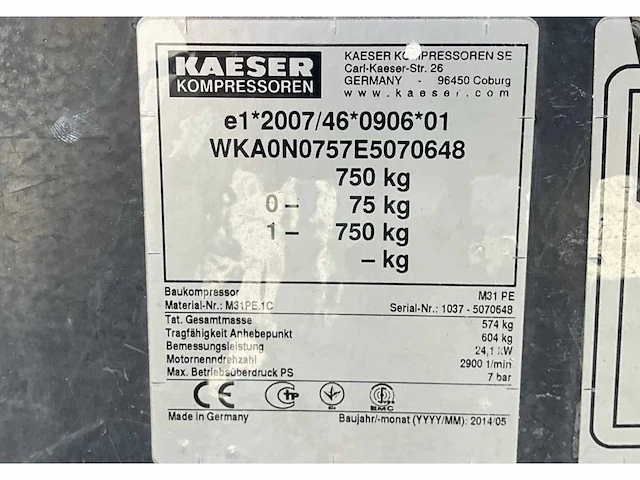 KAESER
KOMPRESSOREN
KAESER KOMPRESSOREN SE
Carl-Kaeser-Str. 26
GERMANY - 96450 Coburg
www.kaeser.com
e1*2007/46*0906*01
WKA0N0757E5070648
750 kg
0 – 75 kg
1 – 750 kg
– kg
Baukompressor M31 PE
Material-Nr.: M31PE.1C Serial-Nr.: 1037 - 5070648
Tat. Gesamtmasse 574 kg
Tragfähigkeit Anhebepunkt 604 kg
Bemessungsleistung 24,1 kW
Motornenndrehzahl 2900 1/min
Max. Betriebsüberdruck PS 7 bar
CE
EMC
Made in Germany Baujahr/-monat (YYYY/MM): 2014/05